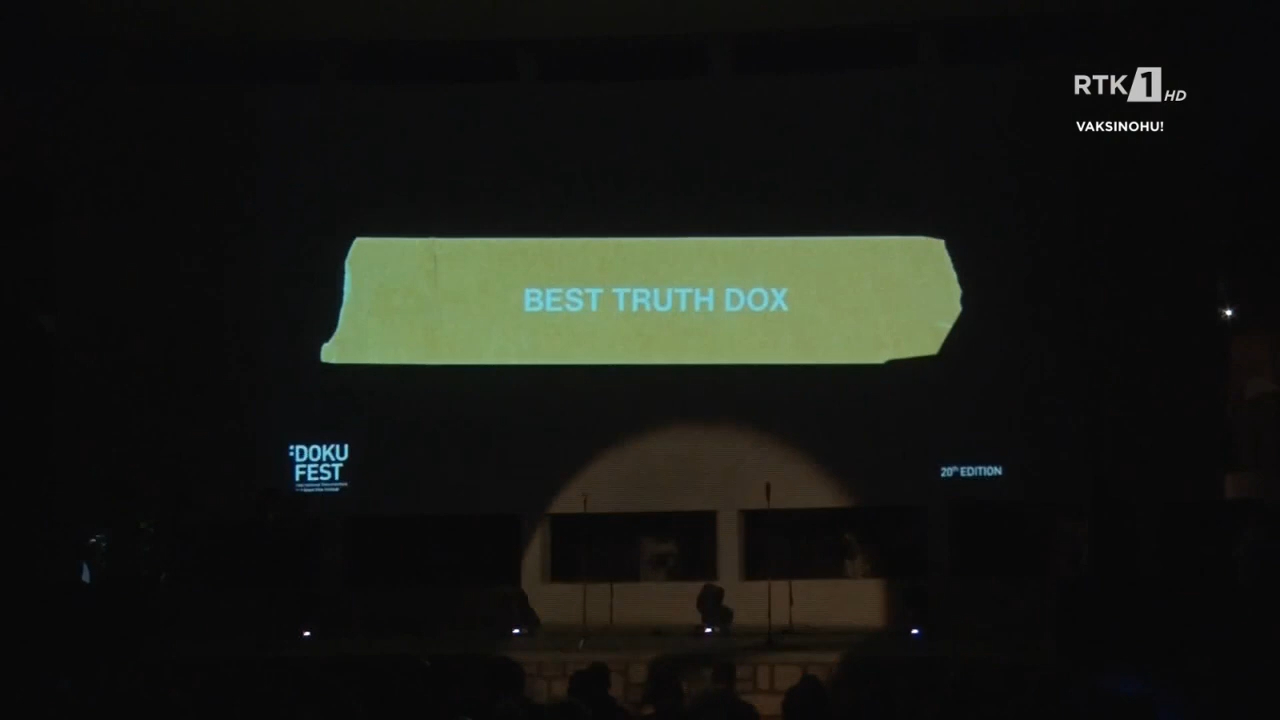 RTK1HD
VAKSINOHU!
BEST TRUTH DOX
DOKU
FEST
20th EDITION